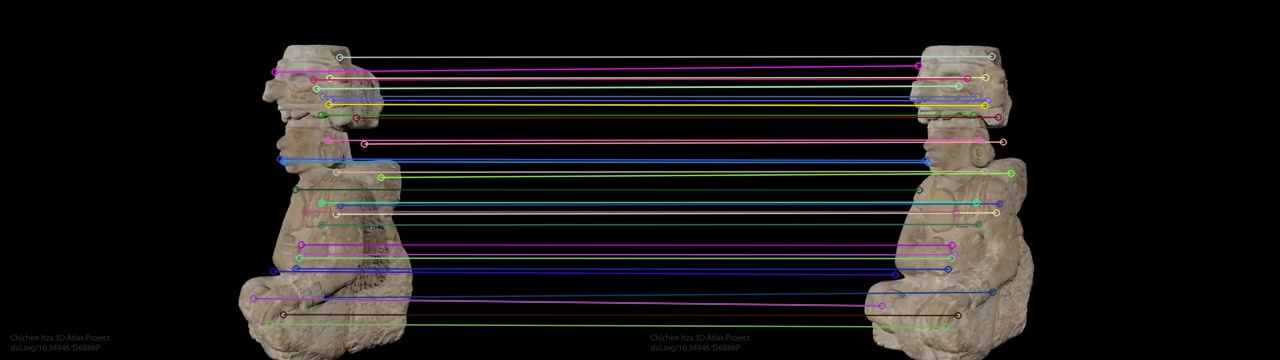 Chichen Itza 3D Atlas Project
doi.org/10.34946/D6B88P
Chichen Itza 3D Atlas Project
doi.org/10.34946/D6B88P